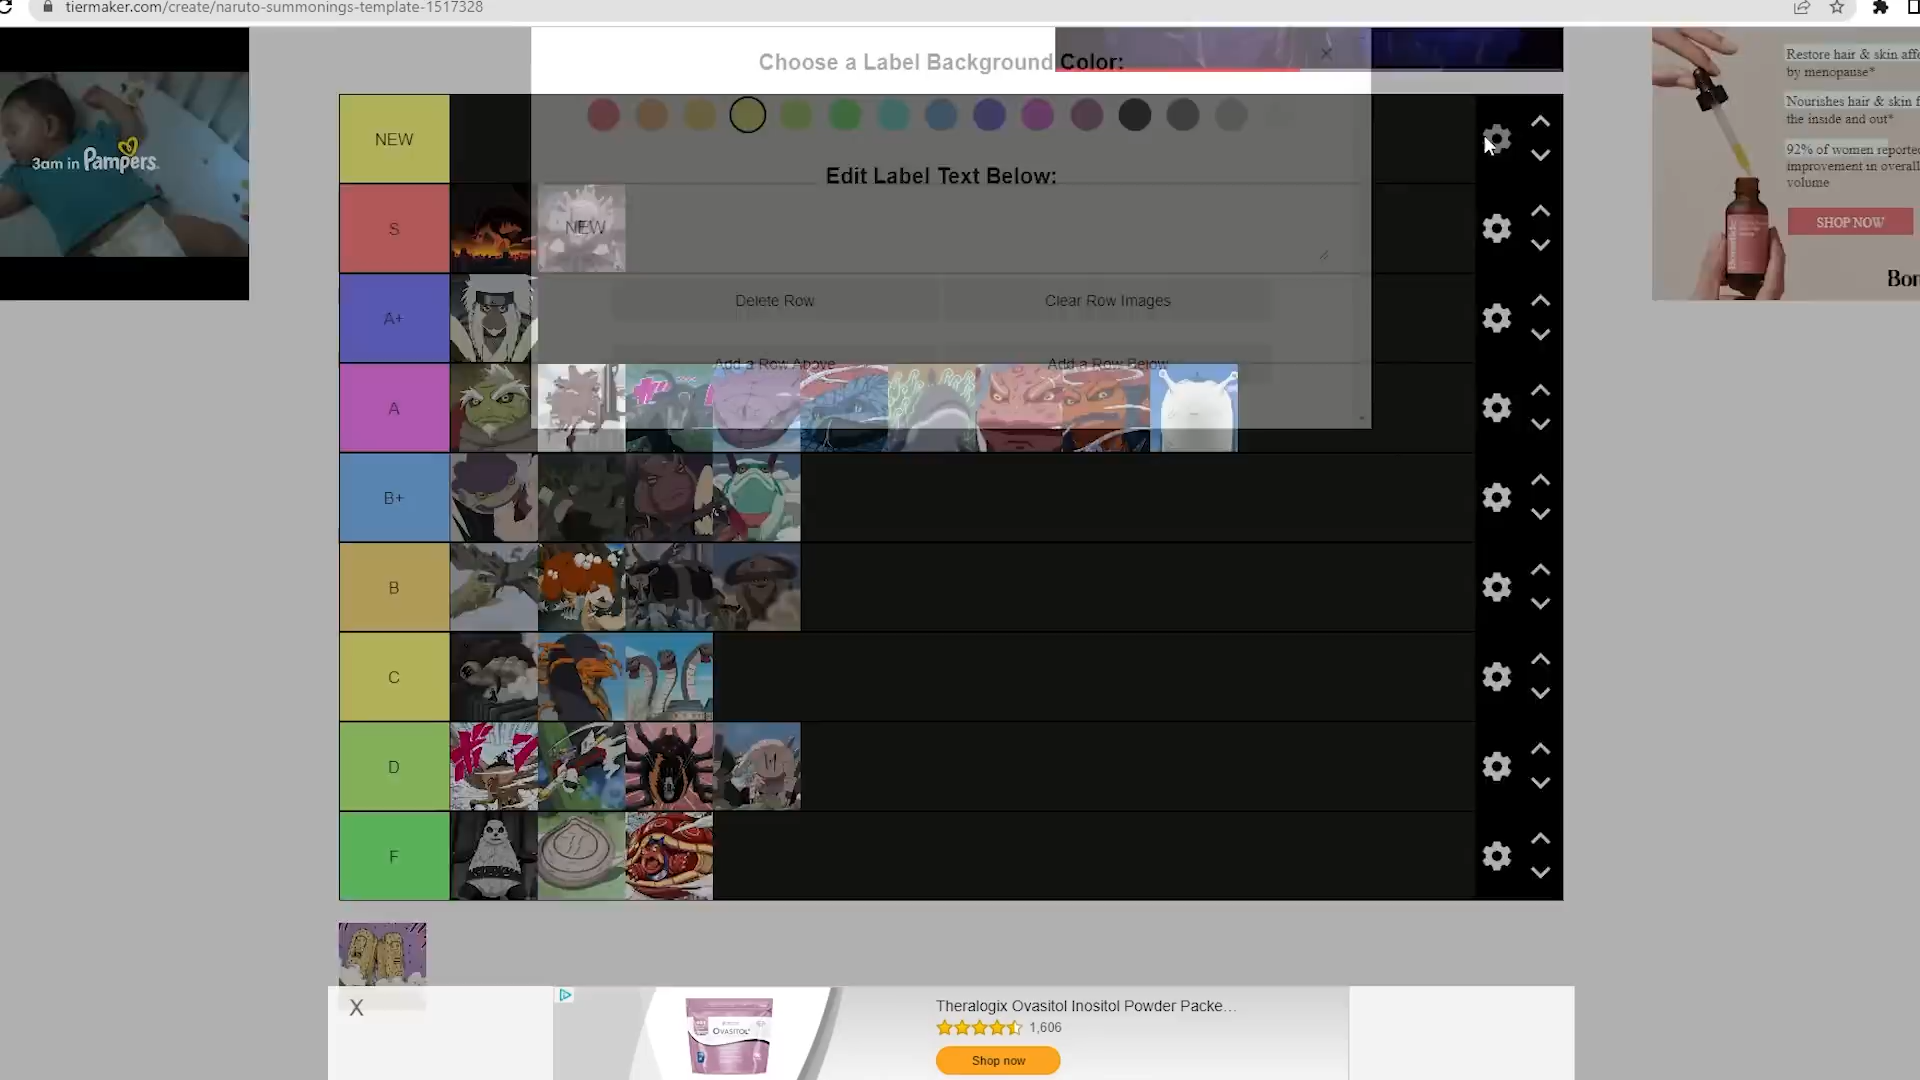 tiermaker.com/create/naruto-summonings-template-1517328
Choose a Label Background Color:
NEW
Edit Label Text Below:
NEW
S
Delete Row
Clear Row Images
A+
Add a Row Above
Add a Row Below
A
B+
B
C
D
F
3am in Pampers.
Restore hair & skin affe
by menopause*
Nourishes hair & skin f
the inside and out*
92% of women reported
improvement in overall
volume
SHOP NOW
Bon
X
OVASITOL
Theralogix Ovasitol Inositol Powder Packe...
1,606
Shop now